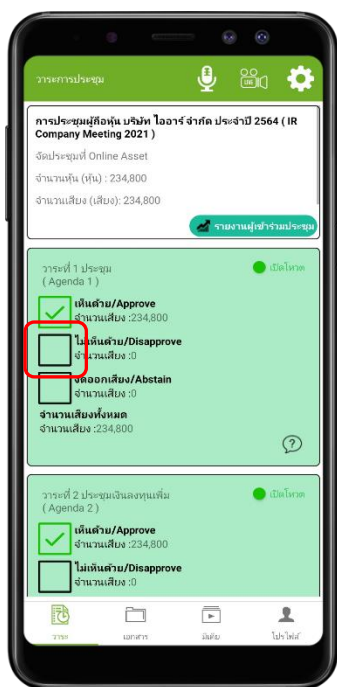 วาระการประชุม
LIVE
การประชุมผู้ถือหุ้น บริษัท ไออาร์ จำกัด ประจำปี 2564 ( IR
Company Meeting 2021 )
จัดประชุมที่ Online Asset
จำนวนหุ้น (หุ้น) : 234,800
จำนวนเสียง (เสียง): 234,800
รายงานผู้เข้าร่วมประชุม
วาระที่ 1 ประชุม
( Agenda 1 )
เปิดโหวต
เห็นด้วย/Approve
จำนวนเสียง :234,800
ไม่เห็นด้วย/Disapprove
จำนวนเสียง :0
งดออกเสียง/Abstain
จำนวนเสียง :0
จำนวนเสียงทั้งหมด
จำนวนเสียง :234,800
?
วาระที่ 2 ประชุมเงินลงทุนเพิ่ม
( Agenda 2 )
เปิดโหวต
เห็นด้วย/Approve
จำนวนเสียง :234,800
ไม่เห็นด้วย/Disapprove
จำนวนเสียง :0
วาระ
เอกสาร
มีเดีย
โปรไฟล์